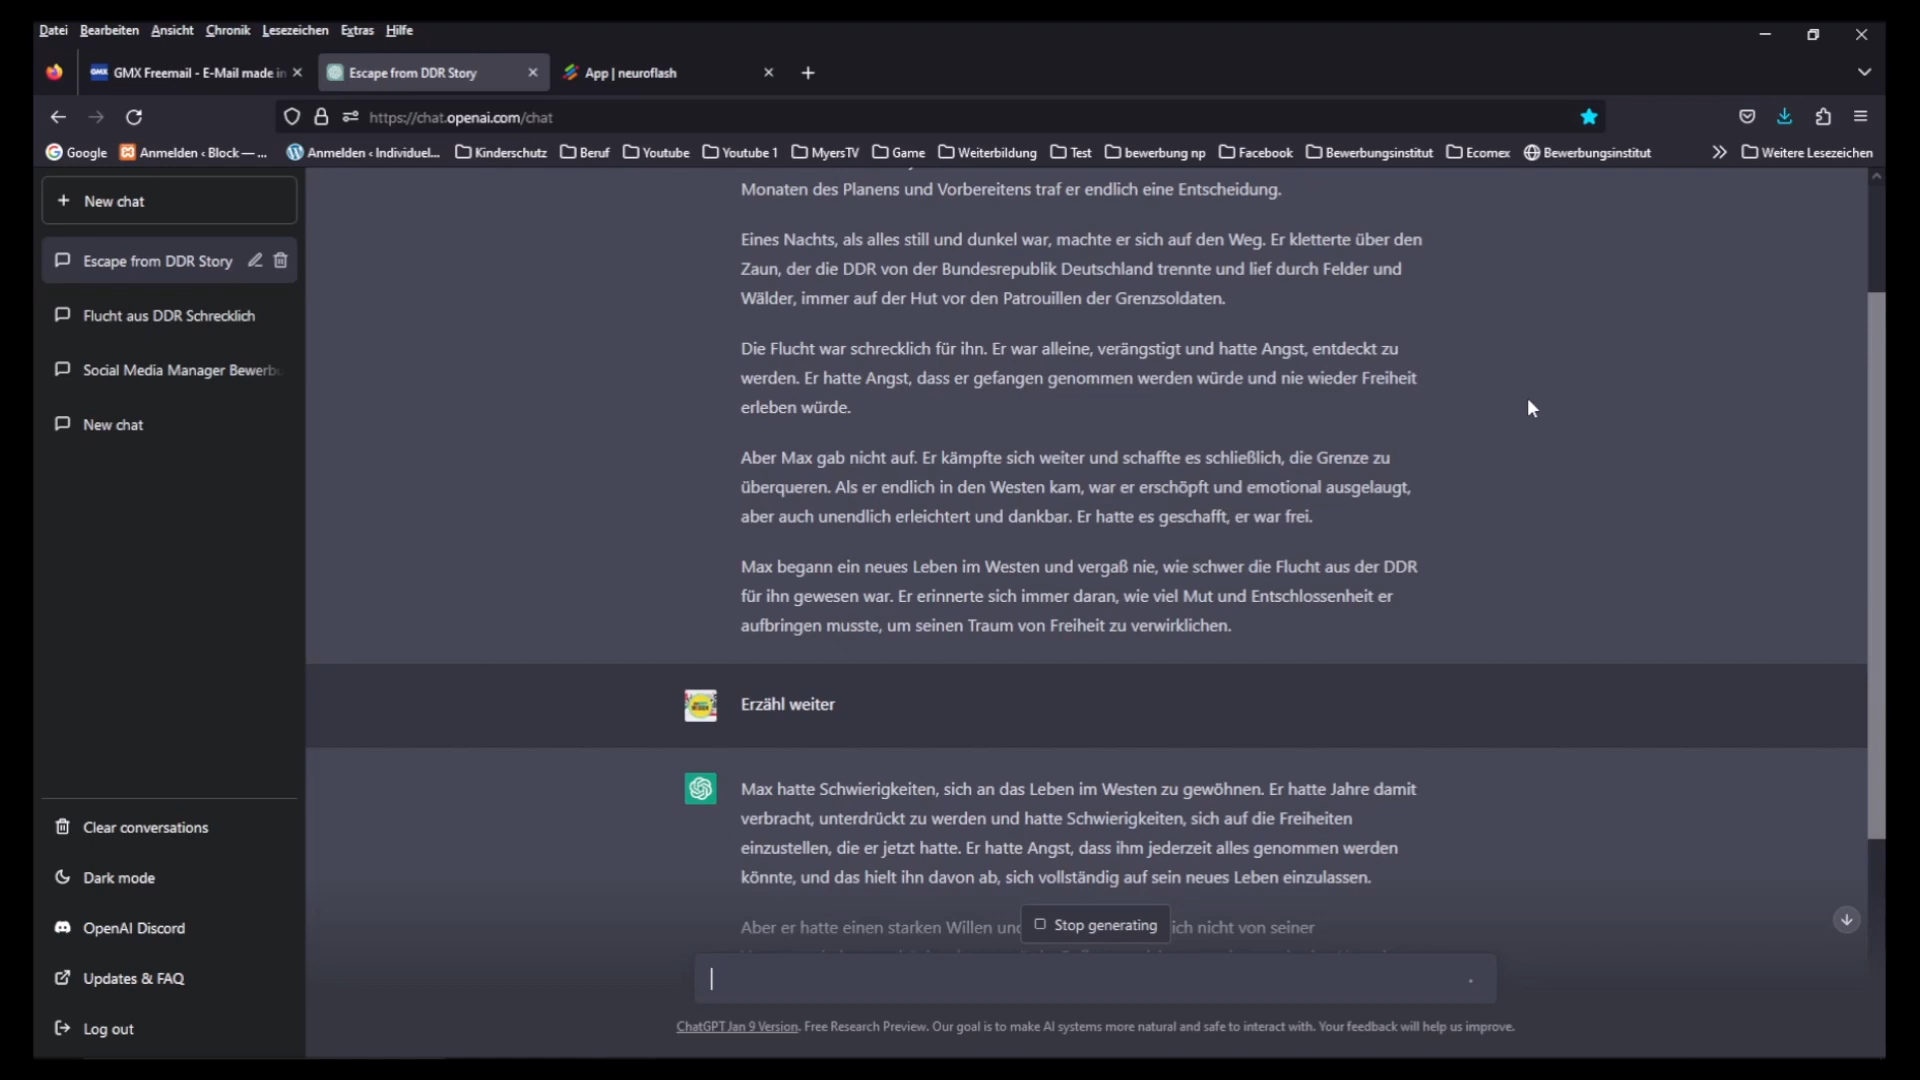 Datei Bearbeiten Ansicht Chronik Lesezeichen Extras Hilfe
GMX Freemail - E-Mail made in
Escape from DDR Story
App | neuroflash
https://chat.openai.com/chat
Google
Anmelden ‹ Block — ...
Anmelden ‹ Individuel...
Kinderschutz
Beruf
Youtube
Youtube 1
MyersTV
Game
Weiterbildung
Test
bewerbung np
Facebook
Bewerbungsinstitut
Ecomex
Bewerbungsinstitut
Weitere Lesezeichen
New chat
Escape from DDR Story
Flucht aus DDR Schrecklich
Social Media Manager Bewerbu
New chat
Clear conversations
Dark mode
OpenAI Discord
Updates & FAQ
Log out
Monaten des Planens und Vorbereitens traf er endlich eine Entscheidung.
Eines Nachts, als alles still und dunkel war, machte er sich auf den Weg. Er kletterte über den
Zaun, der die DDR von der Bundesrepublik Deutschland trennte und lief durch Felder und
Wälder, immer auf der Hut vor den Patrouillen der Grenzsoldaten.
Die Flucht war schrecklich für ihn. Er war alleine, verängstigt und hatte Angst, entdeckt zu
werden. Er hatte Angst, dass er gefangen genommen werden würde und nie wieder Freiheit
erleben würde.
Aber Max gab nicht auf. Er kämpfte sich weiter und schaffte es schließlich, die Grenze zu
überqueren. Als er endlich in den Westen kam, war er erschöpft und emotional ausgelaugt,
aber auch unendlich erleichtert und dankbar. Er hatte es geschafft, er war frei.
Max begann ein neues Leben im Westen und vergaß nie, wie schwer die Flucht aus der DDR
für ihn gewesen war. Er erinnerte sich immer daran, wie viel Mut und Entschlossenheit er
aufbringen musste, um seinen Traum von Freiheit zu verwirklichen.
Erzähl weiter
Max hatte Schwierigkeiten, sich an das Leben im Westen zu gewöhnen. Er hatte Jahre damit
verbracht, unterdrückt zu werden und hatte Schwierigkeiten, sich auf die Freiheiten
einzustellen, die er jetzt hatte. Er hatte Angst, dass ihm jederzeit alles genommen werden
könnte, und das hielt ihn davon ab, sich vollständig auf sein neues Leben einzulassen.
Aber er hatte einen starken Willen und ich nicht von seiner
Stop generating
ChatGPT Jan 9 Version. Free Research Preview. Our goal is to make AI systems more natural and safe to interact with. Your feedback will help us improve.